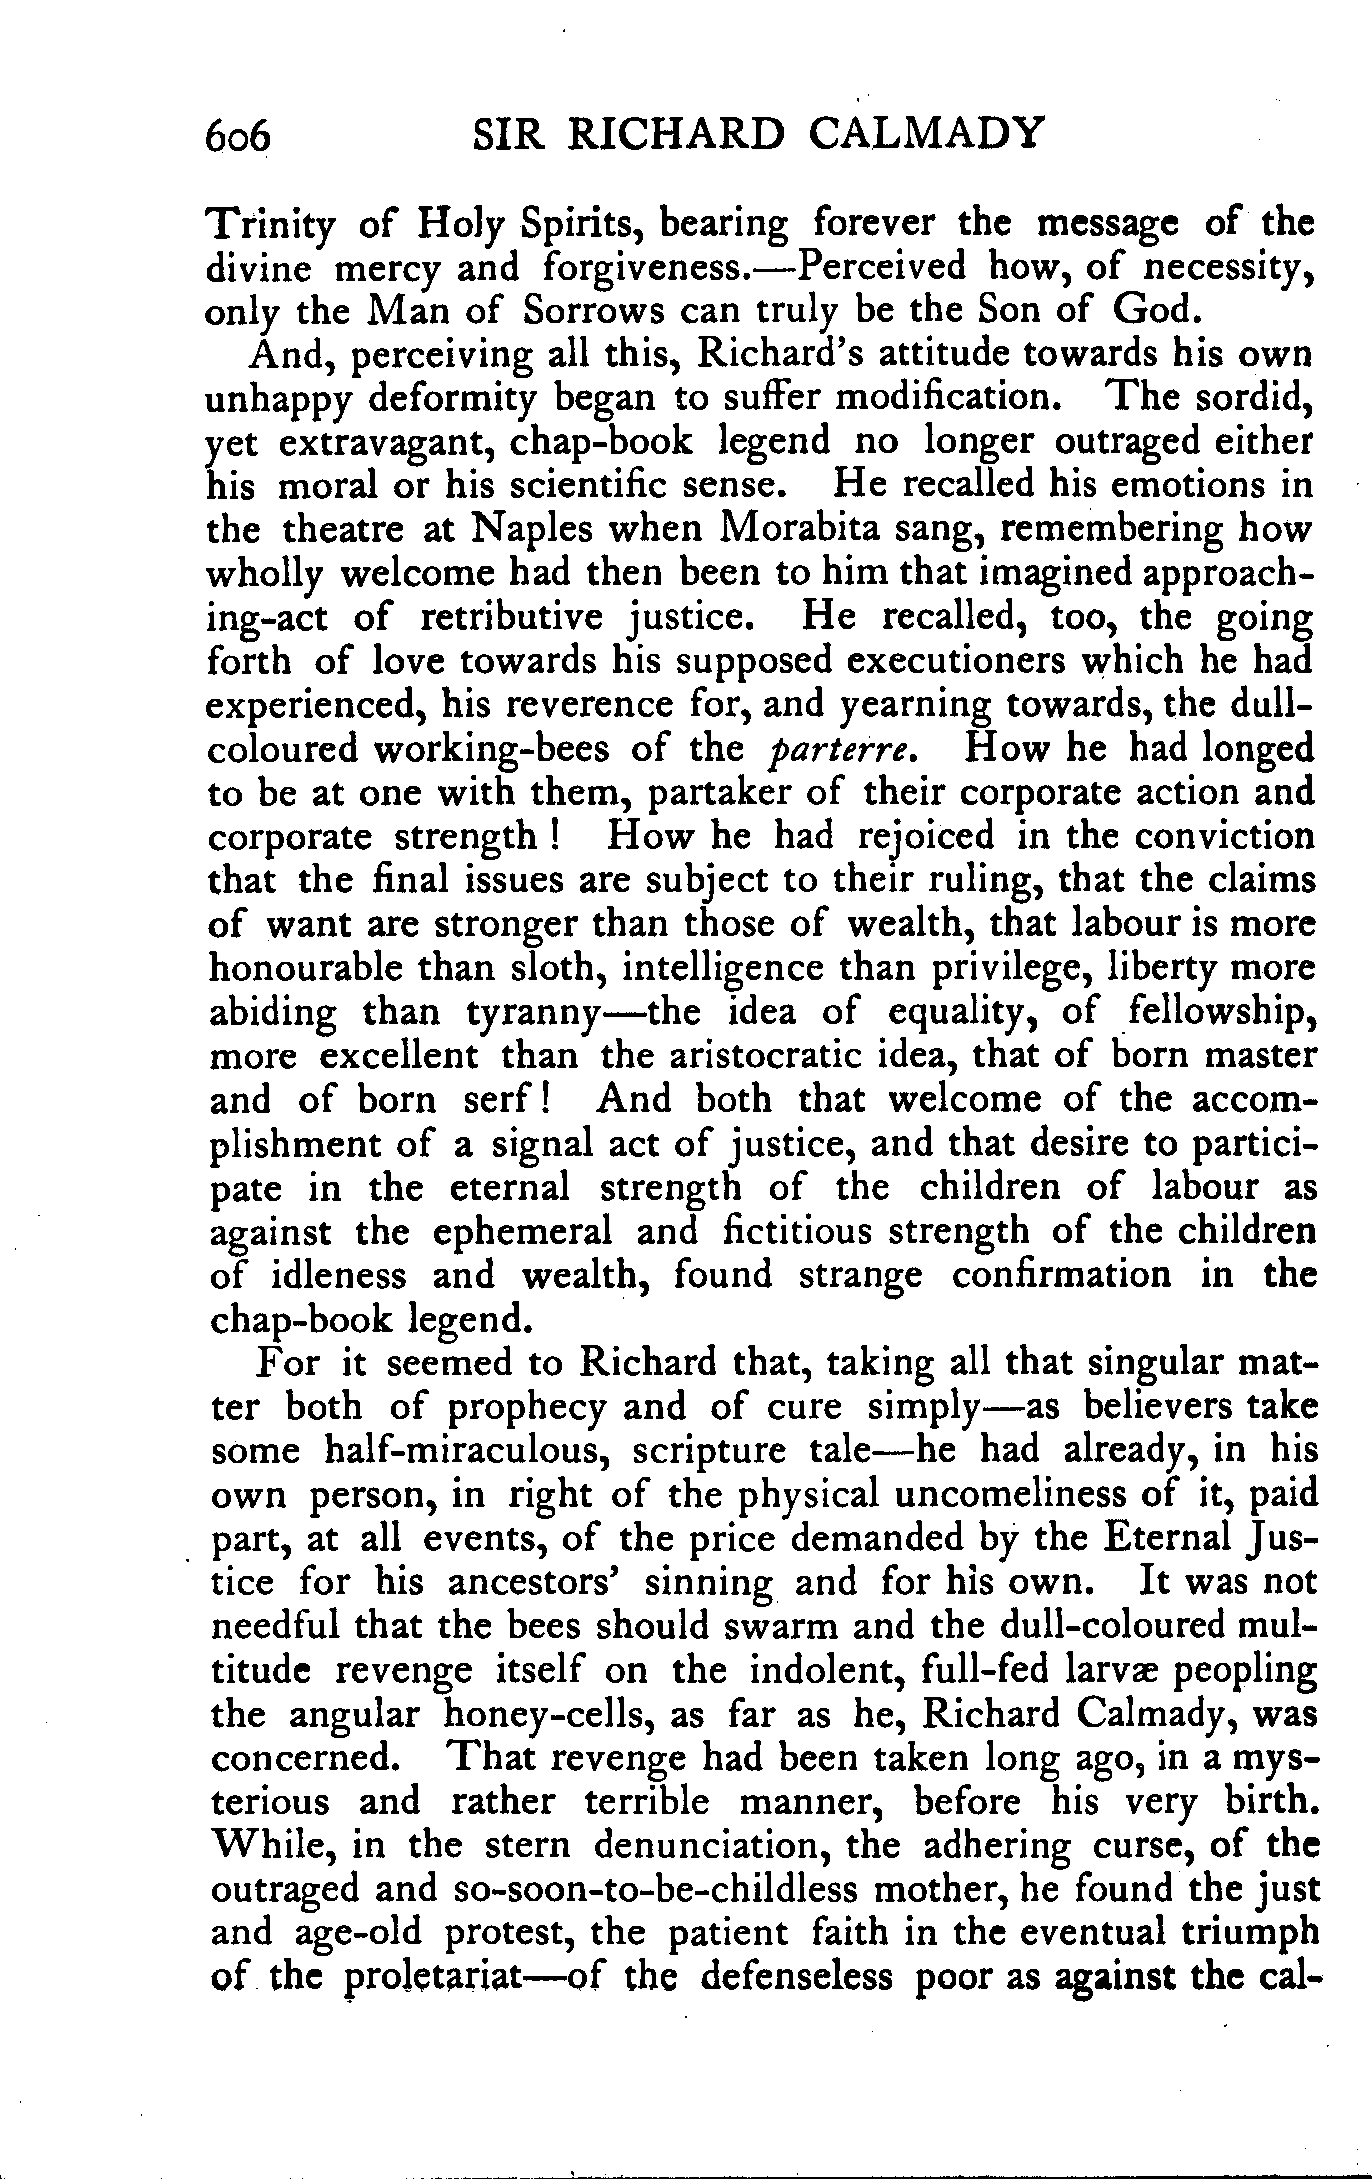 606 SIR RICHARD CALMADY
Trinity of Holy Spirits, bearing forever the message of the
divine mercy and forgiveness.—Perceived how, of necessity,
only the Man of Sorrows can truly be the Son of God.
And, perceiving all this, Richard's attitude towards his own
unhappy deformity began to suffer modification. The sordid,
yet extravagant, chap-book legend no longer outraged either
his moral or his scientific sense. He recalled his emotions in
the theatre at Naples when Morabita sang, remembering how
wholly welcome had then been to him that imagined approach-
ing-act of retributive justice. He recalled, too, the going
forth of love towards his supposed executioners which he had
experienced, his reverence for, and yearning towards, the dull-
coloured working-bees of the parterre. How he had longed
to be at one with them, partaker of their corporate action and
corporate strength! How he had rejoiced in the conviction
that the final issues are subject to their ruling, that the claims
of want are stronger than those of wealth, that labour is more
honourable than sloth, intelligence than privilege, liberty more
abiding than tyranny—the idea of equality, of fellowship,
more excellent than the aristocratic idea, that of born master
and of born serf! And both that welcome of the accom-
plishment of a signal act of justice, and that desire to partici-
pate in the eternal strength of the children of labour as
against the ephemeral and fictitious strength of the children
of idleness and wealth, found strange confirmation in the
chap-book legend.
For it seemed to Richard that, taking all that singular mat-
ter both of prophecy and of cure simply—as believers take
some half-miraculous, scripture tale—he had already, in his
own person, in right of the physical uncomeliness of it, paid
part, at all events, of the price demanded by the Eternal Jus-
tice for his ancestors' sinning and for his own. It was not
needful that the bees should swarm and the dull-coloured mul-
titude revenge itself on the indolent, full-fed larvæ peopling
the angular honey-cells, as far as he, Richard Calmady, was
concerned. That revenge had been taken long ago, in a mys-
terious and rather terrible manner, before his very birth.
While, in the stern denunciation, the adhering curse, of the
outraged and so-soon-to-be-childless mother, he found the just
and age-old protest, the patient faith in the eventual triumph
of the proletariat—of the defenseless poor as against the cal-